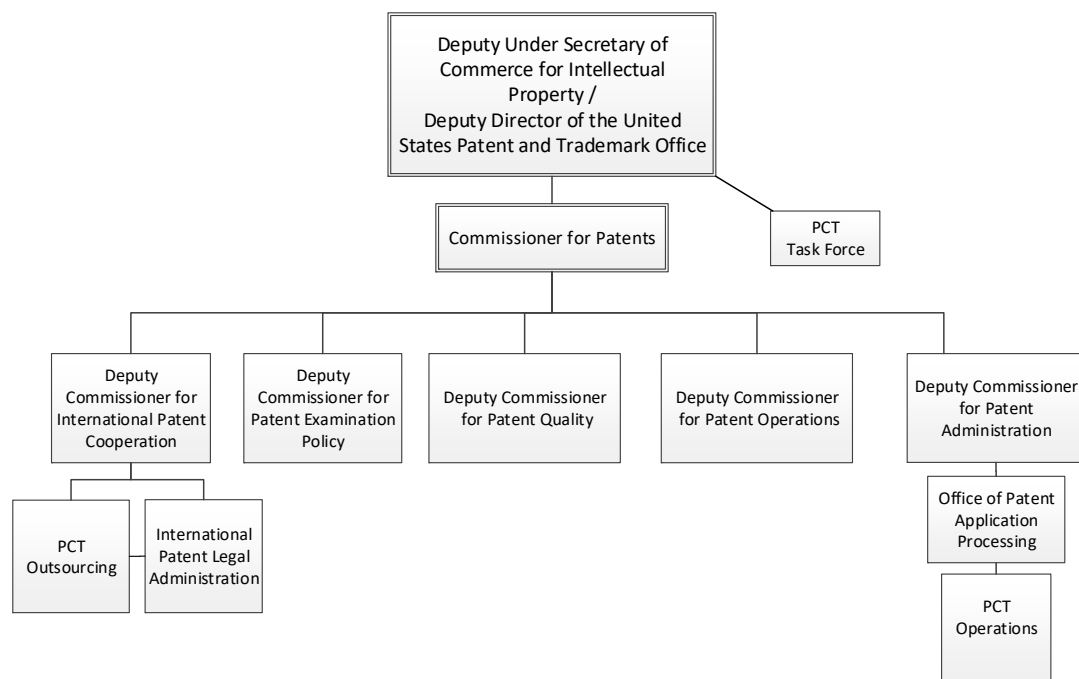 Deputy Under Secretary of
Commerce for Intellectual
Property /
Deputy Director of the United
States Patent and Trademark Office
Commissioner for Patents
PCT
Task Force
Deputy
Commissioner for
International Patent
Cooperation
Deputy
Commissioner for
Patent Examination
Policy
Deputy Commissioner
for Patent Quality
Deputy Commissioner
for Patent Operations
Deputy Commissioner
for Patent
Administration
PCT
Outsourcing
International
Patent Legal
Administration
Office of Patent
Application
Processing
PCT
Operations